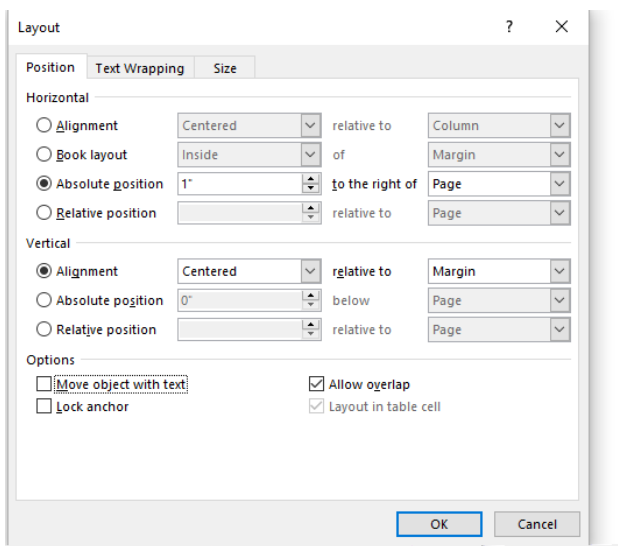 Layout ?
Position Text Wrapping Size
Horizontal
Alignment Centered relative to Column
Book layout Inside of Margin
Absolute position 1" to the right of Page
Relative position relative to Page
Vertical
Alignment Centered relative to Margin
Absolute position 0" below Page
Relative position relative to Page
Options
Move object with text Allow overlap
Lock anchor Layout in table cell
OK Cancel